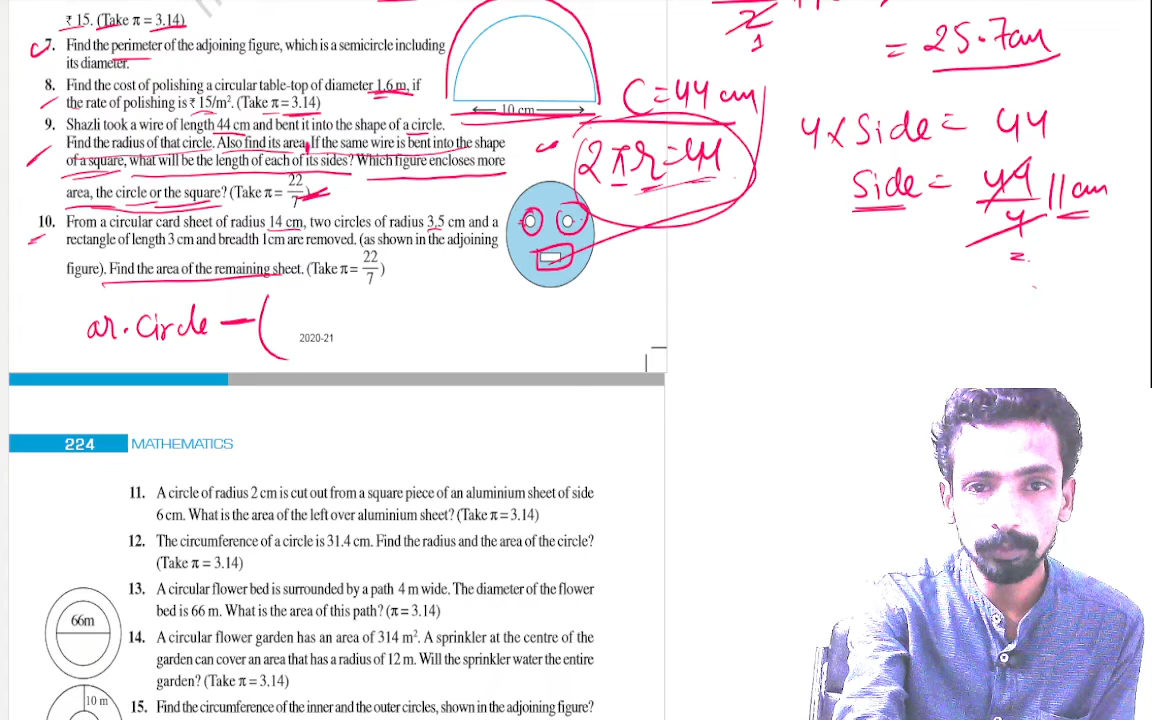 ₹ 15. (Take π = 3.14)
7. Find the perimeter of the adjoining figure, which is a semicircle including
its diameter.
10 cm
8. Find the cost of polishing a circular table-top of diameter 1.6 m, if
the rate of polishing is ₹ 15/m². (Take π = 3.14)
9. Shazli took a wire of length 44 cm and bent it into the shape of a circle.
Find the radius of that circle. Also find its area. If the same wire is bent into the shape
of a square, what will be the length of each of its sides? Which figure encloses more
area, the circle or the square? (Take π = 22/7)
10. From a circular card sheet of radius 14 cm, two circles of radius 3.5 cm and a
rectangle of length 3 cm and breadth 1cm are removed. (as shown in the adjoining
figure). Find the area of the remaining sheet. (Take π = 22/7)
ar. Circle - (
2020-21
1
= 25.7cm
C = 44 cm
2πr = 44
4 x Side = 44
Side = 44/4 11 cm
2
224 MATHEMATICS
11. A circle of radius 2 cm is cut out from a square piece of an aluminium sheet of side
6 cm. What is the area of the left over aluminium sheet? (Take π = 3.14)
12. The circumference of a circle is 31.4 cm. Find the radius and the area of the circle?
(Take π = 3.14)
13. A circular flower bed is surrounded by a path 4 m wide. The diameter of the flower
bed is 66 m. What is the area of this path? (π = 3.14)
66m
14. A circular flower garden has an area of 314 m². A sprinkler at the centre of the
garden can cover an area that has a radius of 12 m. Will the sprinkler water the entire
garden? (Take π = 3.14)
10 m
15. Find the circumference of the inner and the outer circles, shown in the adjoining figure?